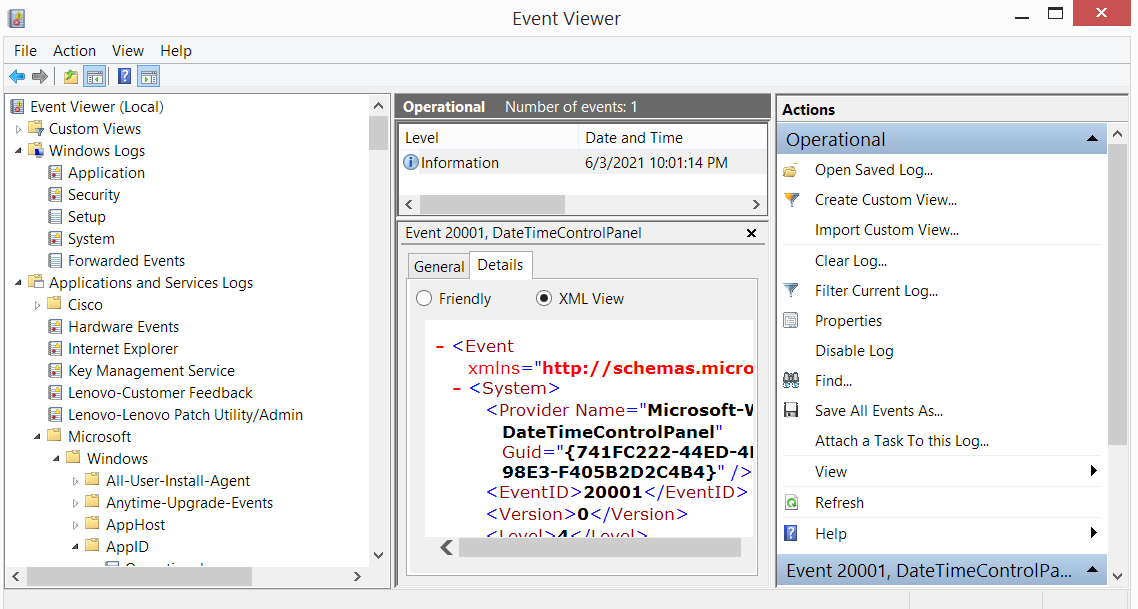 Event Viewer
File Action View Help
Event Viewer (Local)
Custom Views
Windows Logs
Application
Security
Setup
System
Forwarded Events
Applications and Services Logs
Cisco
Hardware Events
Internet Explorer
Key Management Service
Lenovo-Customer Feedback
Lenovo-Lenovo Patch Utility/Admin
Microsoft
Windows
All-User-Install-Agent
Anytime-Upgrade-Events
AppHost
AppID
Operational Number of events: 1
Level Date and Time
Information 6/3/2021 10:01:14 PM
Event 20001, DateTimeControlPanel
General Details
Friendly XML View
- <Event
xmlns="http://schemas.micro
- <System>
<Provider Name="Microsoft-W
DateTimeControlPanel"
Guid="{741FC222-44ED-4
98E3-F405B2D2C4B4}" />
<EventID>20001</EventID>
<Version>0</Version>
<Level>4</Level>
Actions
Operational
Open Saved Log...
Create Custom View...
Import Custom View...
Clear Log...
Filter Current Log...
Properties
Disable Log
Find...
Save All Events As...
Attach a Task To this Log...
View
Refresh
Help
Event 20001, DateTimeControlPa...